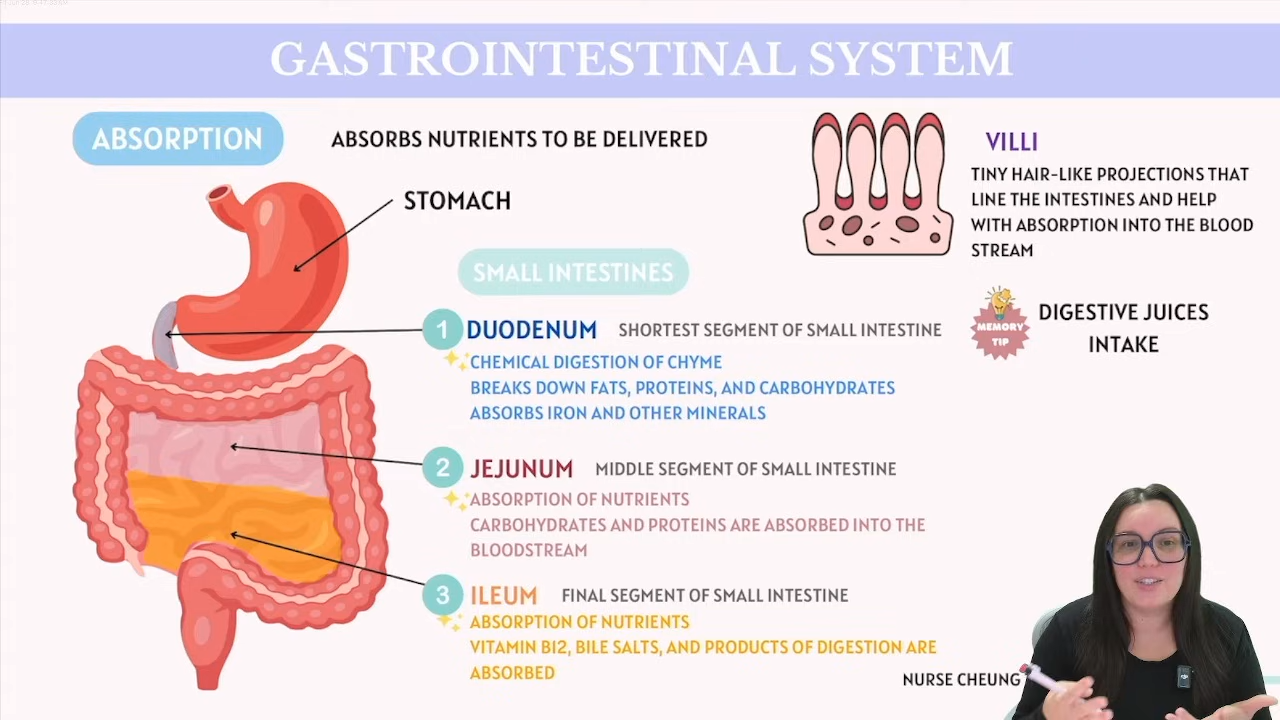 GASTROINTESTINAL SYSTEM
ABSORPTION
ABSORBS NUTRIENTS TO BE DELIVERED
STOMACH
VILLI
TINY HAIR-LIKE PROJECTIONS THAT
LINE THE INTESTINES AND HELP
WITH ABSORPTION INTO THE BLOOD
STREAM
SMALL INTESTINES
MEMORY
TIP
DIGESTIVE JUICES
INTAKE
1 DUODENUM SHORTEST SEGMENT OF SMALL INTESTINE
CHEMICAL DIGESTION OF CHYME
BREAKS DOWN FATS, PROTEINS, AND CARBOHYDRATES
ABSORBS IRON AND OTHER MINERALS
2 JEJUNUM MIDDLE SEGMENT OF SMALL INTESTINE
ABSORPTION OF NUTRIENTS
CARBOHYDRATES AND PROTEINS ARE ABSORBED INTO THE
BLOODSTREAM
3 ILEUM FINAL SEGMENT OF SMALL INTESTINE
ABSORPTION OF NUTRIENTS
VITAMIN B12, BILE SALTS, AND PRODUCTS OF DIGESTION ARE
ABSORBED
NURSE CHEUNG